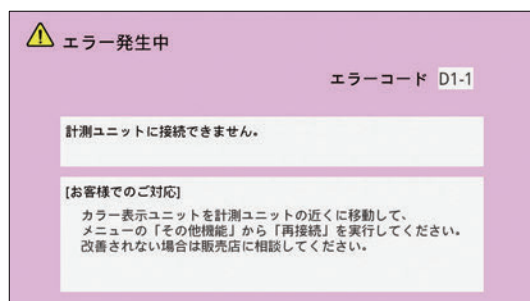 エラー発生中
エラーコード D1-1
計測ユニットに接続できません。
[お客様でのご対応]
カラー表示ユニットを計測ユニットの近くに移動して、
メニューの「その他機能」から「再接続」を実行してください。
改善されない場合は販売店に相談してください。